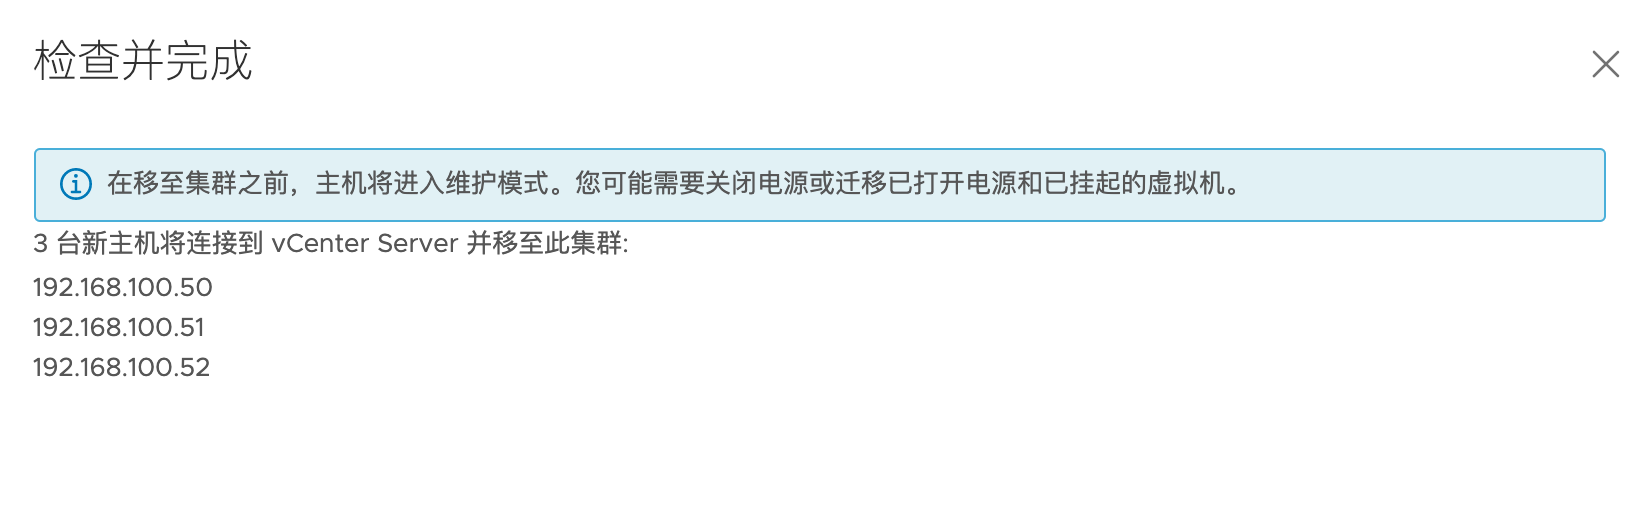 检查并完成
在移至集群之前，主机将进入维护模式。您可能需要关闭电源或迁移已打开电源和已挂起的虚拟机。
3 台新主机将连接到 vCenter Server 并移至此集群:
192.168.100.50
192.168.100.51
192.168.100.52